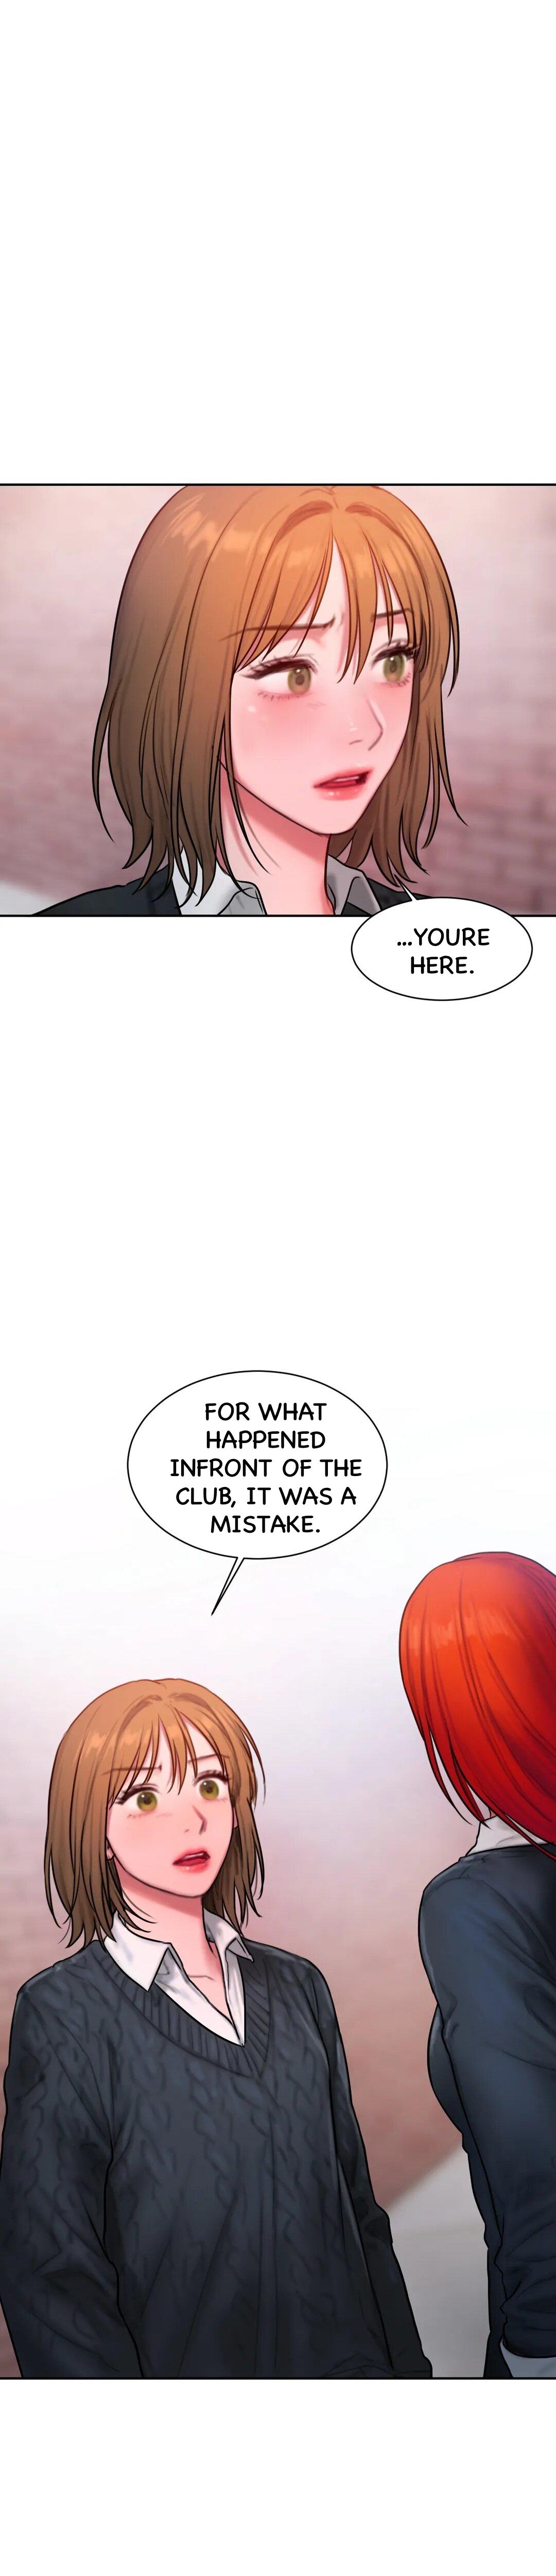 ...YOURE
HERE.
FOR WHAT
HAPPENED
INFRONT OF THE
CLUB, IT WAS A
MISTAKE.